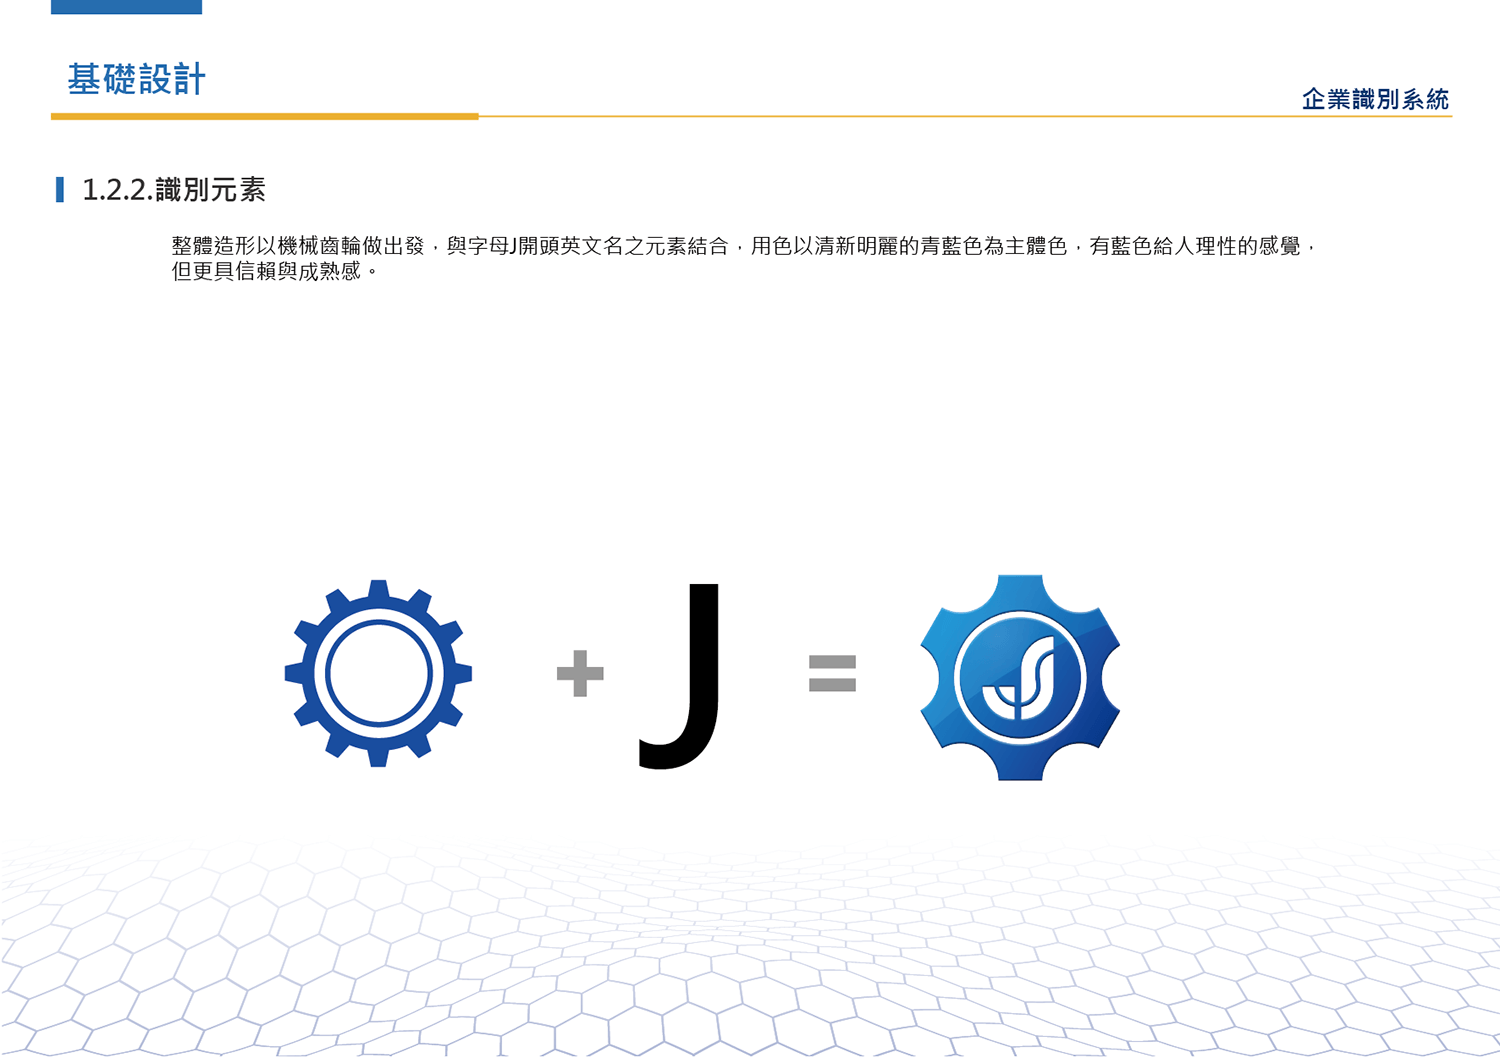 基礎設計
企業識別系統
1.2.2.識別元素
整體造形以機械齒輪做出發，與字母J開頭英文名之元素結合，用色以清新明麗的青藍色為主體色，有藍色給人理性的感覺，
但更具信賴與成熟感。
J